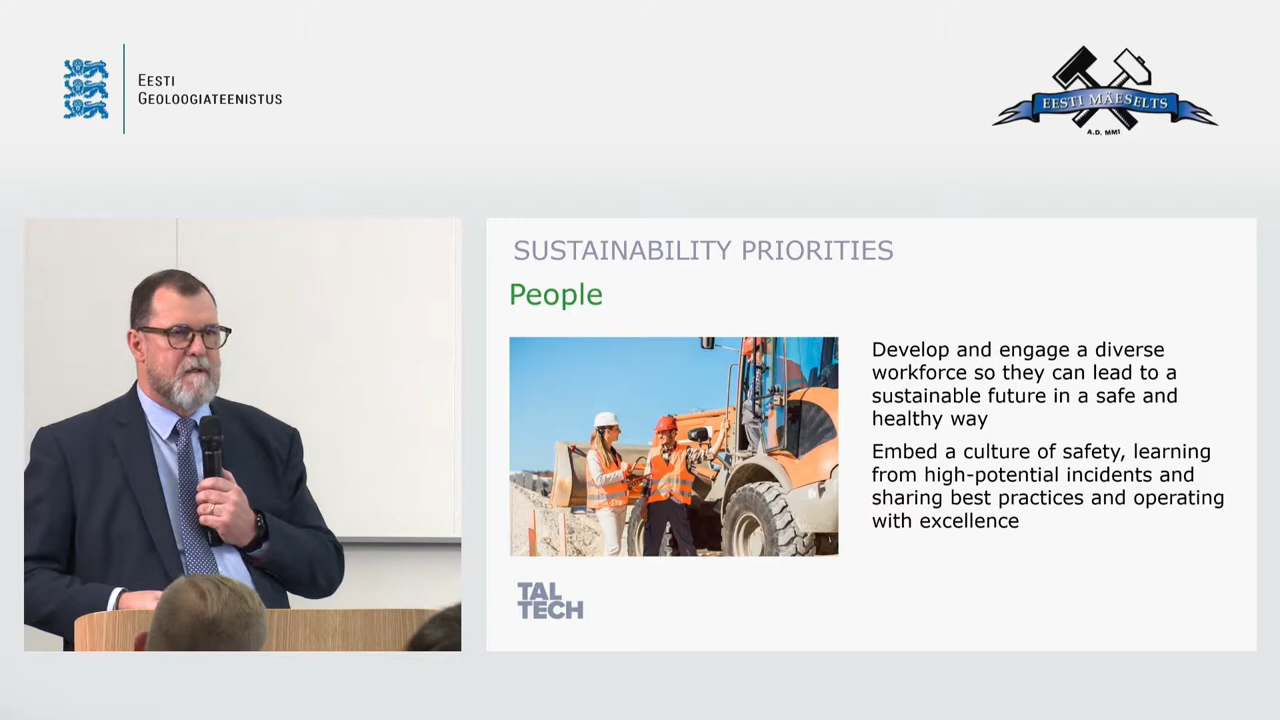 EESTI
GEOLOOGIATEENISTUS
EESTI MÄESELTS
A.D. MMI
SUSTAINABILITY PRIORITIES
People
Develop and engage a diverse
workforce so they can lead to a
sustainable future in a safe and
healthy way
Embed a culture of safety, learning
from high-potential incidents and
sharing best practices and operating
with excellence
TAL
TECH